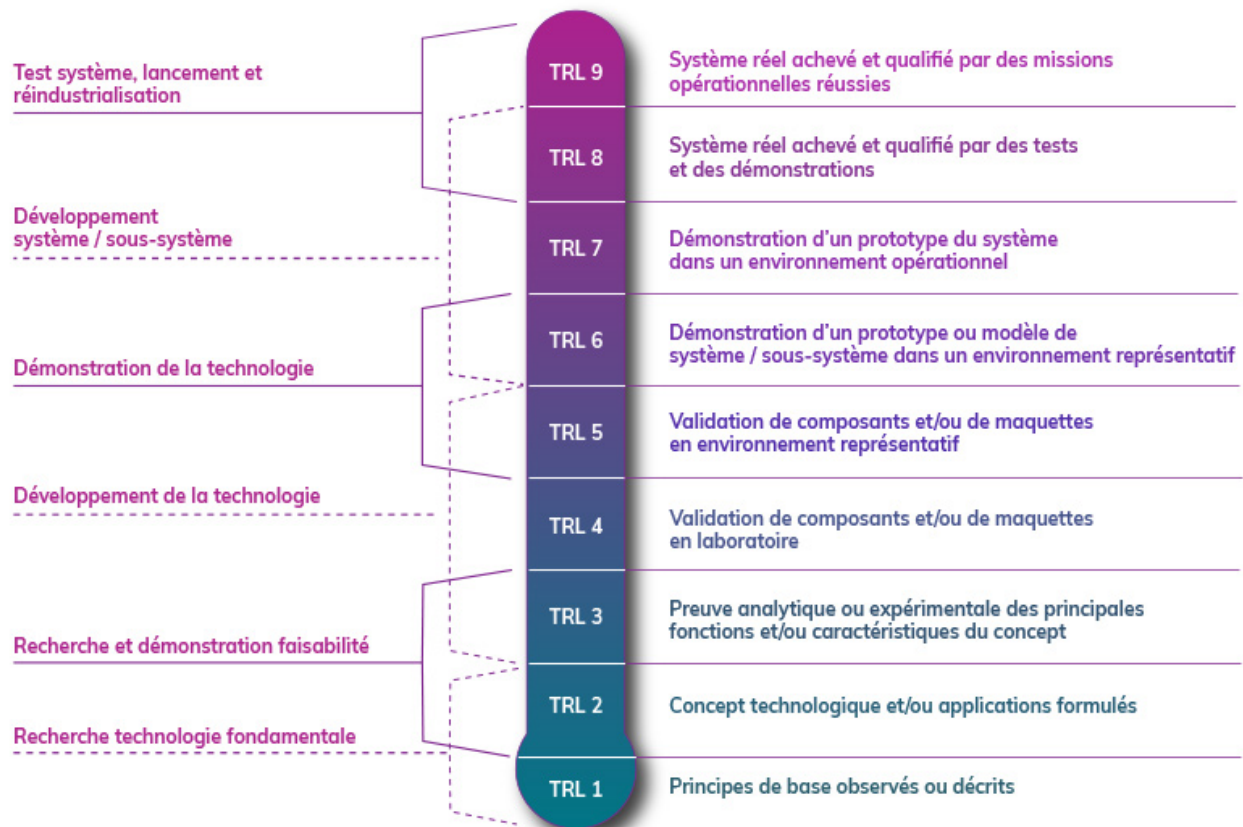 Test système, lancement et
réindustrialisation
TRL 9
Système réel achevé et qualifié par des missions
opérationnelles réussies
TRL 8
Système réel achevé et qualifié par des tests
et des démonstrations
Développement
système / sous-système
TRL 7
Démonstration d'un prototype du système
dans un environnement opérationnel
Démonstration de la technologie
TRL 6
Démonstration d'un prototype ou modèle de
système / sous-système dans un environnement représentatif
TRL 5
Validation de composants et/ou de maquettes
en environnement représentatif
Développement de la technologie
TRL 4
Validation de composants et/ou de maquettes
en laboratoire
Recherche et démonstration faisabilité
TRL 3
Preuve analytique ou expérimentale des principales
fonctions et/ou caractéristiques du concept
Recherche technologie fondamentale
TRL 2
Concept technologique et/ou applications formulés
TRL 1
Principes de base observés ou décrits